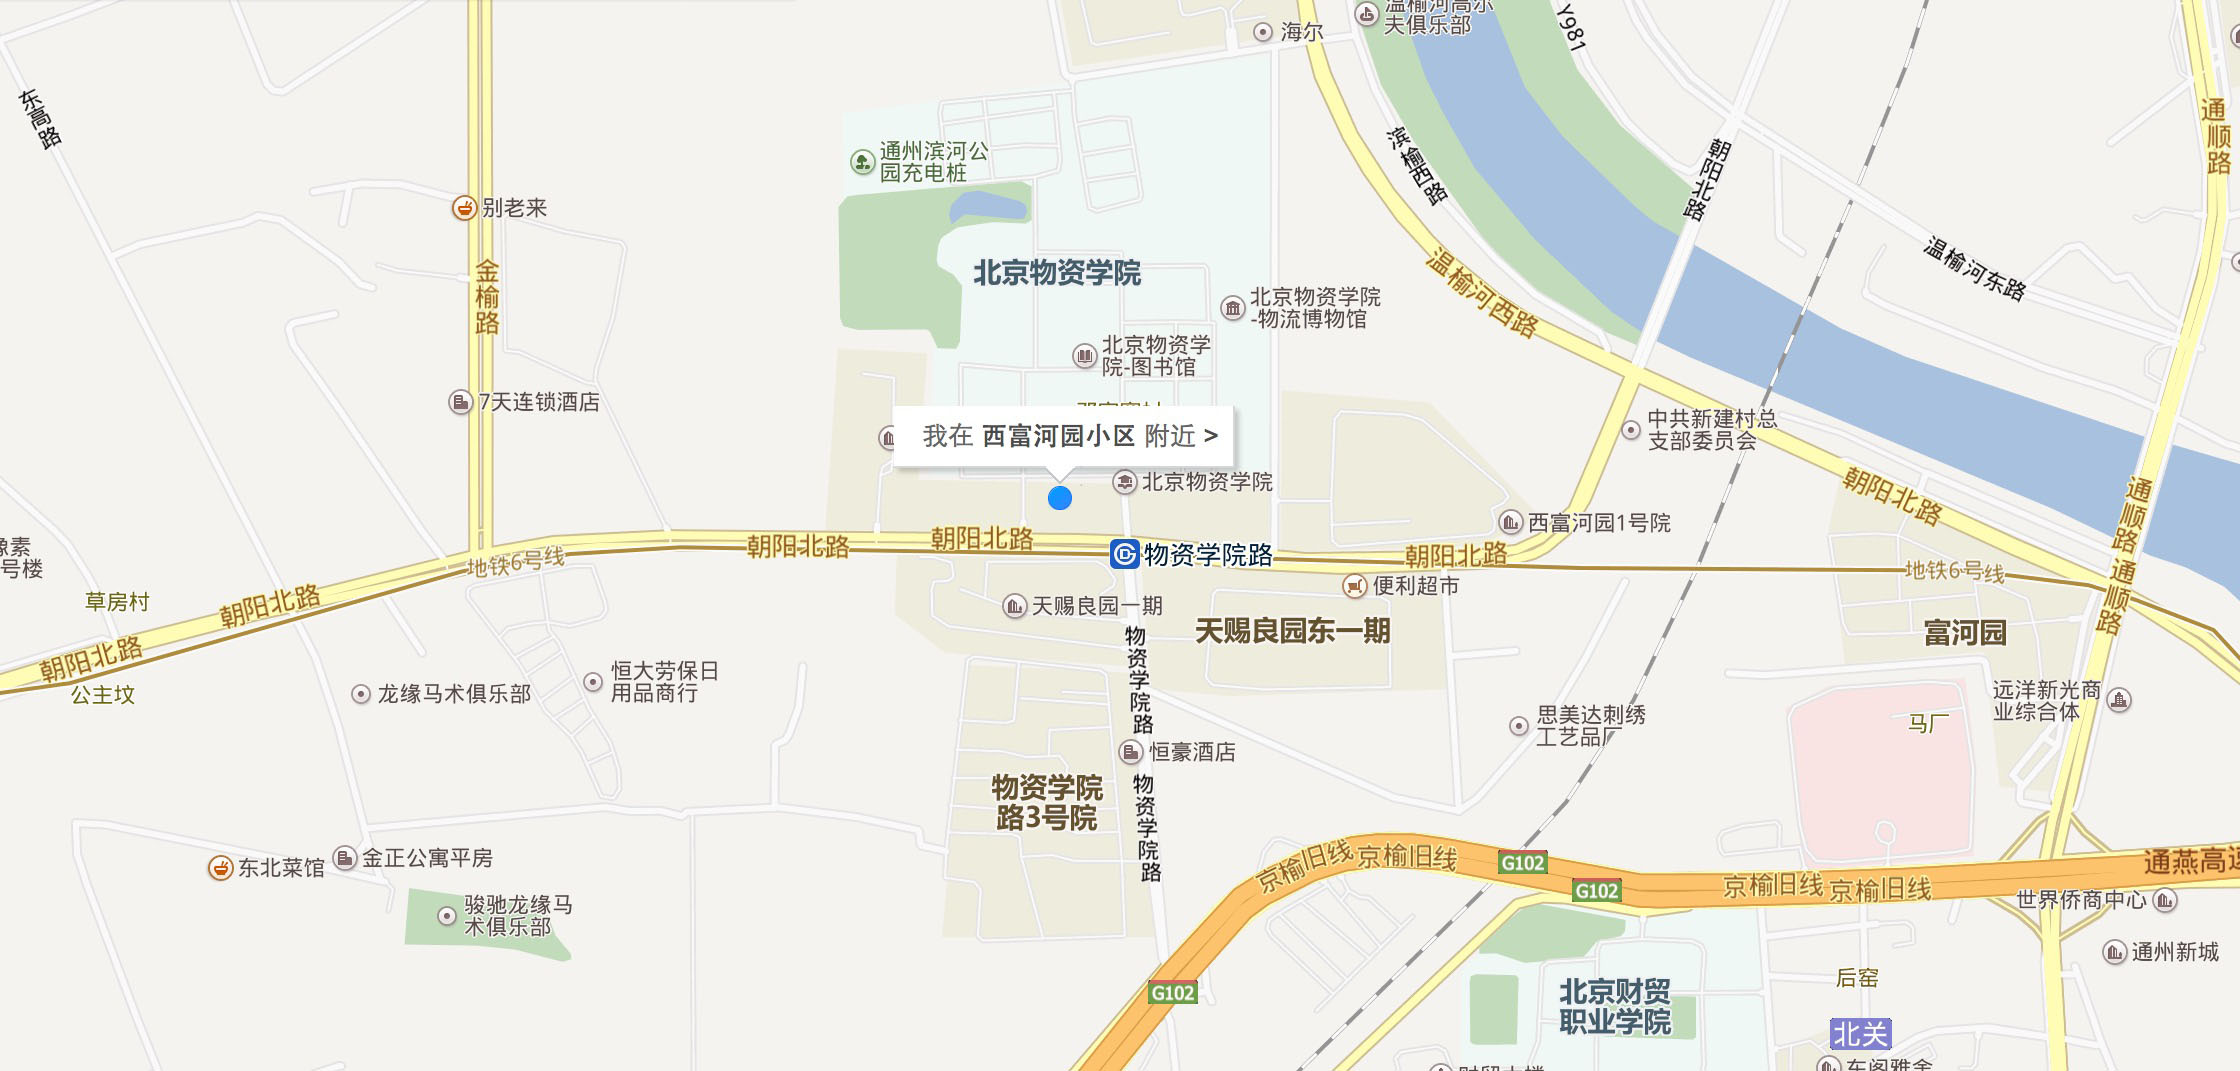 温榆河高尔
夫俱乐部
Y981
海尔
东高路
通顺路
滨榆西路
朝阳北路
通州滨河公
园充电桩
别老来
金榆路
北京物资学院
温榆河西路
温榆河东路
北京物资学院
-物流博物馆
北京物资学
院-图书馆
7天连锁酒店
中共新建村总
支部委员会
我在 西富河园小区 附近 >
北京物资学院
朝阳北路
通顺路
西富河园1号院
朝阳北路
朝阳北路
物资学院路
朝阳北路
地铁6号线
地铁6号线
号楼
草房村
朝阳北路
便利超市
天赐良园一期
通顺路
天赐良园东一期
富河园
物资学院路
朝阳北路
公主坟
龙缘马术俱乐部
恒大劳保日
用品商行
远洋新光商
业综合体
思美达刺绣
工艺品厂
马厂
恒豪酒店
物资学院
路3号院
物资学院路
东北菜馆
金正公寓平房
京榆旧线
京榆旧线
G102
G102
京榆旧线
京榆旧线
通燕高速
骏驰龙缘马
术俱乐部
世界侨商中心
通州新城
G102
北京财贸
职业学院
后窑
北关